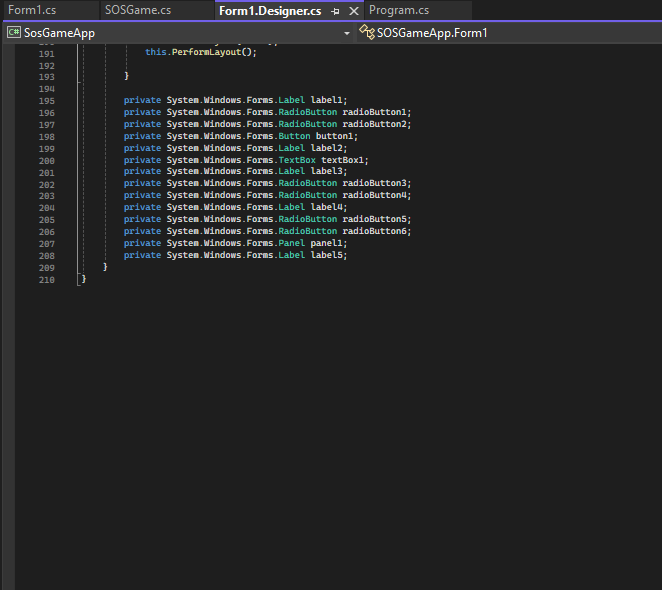 Form1.cs
SOSGame.cs
Form1.Designer.cs
Program.cs
C# SosGameApp
SOSGameApp.Form1
191 this.PerformLayout();
192
193 }
194
195 private System.Windows.Forms.Label label1;
196 private System.Windows.Forms.RadioButton radioButton1;
197 private System.Windows.Forms.RadioButton radioButton2;
198 private System.Windows.Forms.Button button1;
199 private System.Windows.Forms.Label label2;
200 private System.Windows.Forms.TextBox textBox1;
201 private System.Windows.Forms.Label label3;
202 private System.Windows.Forms.RadioButton radioButton3;
203 private System.Windows.Forms.RadioButton radioButton4;
204 private System.Windows.Forms.Label label4;
205 private System.Windows.Forms.RadioButton radioButton5;
206 private System.Windows.Forms.RadioButton radioButton6;
207 private System.Windows.Forms.Panel panel1;
208 private System.Windows.Forms.Label label5;
209 }
210 }